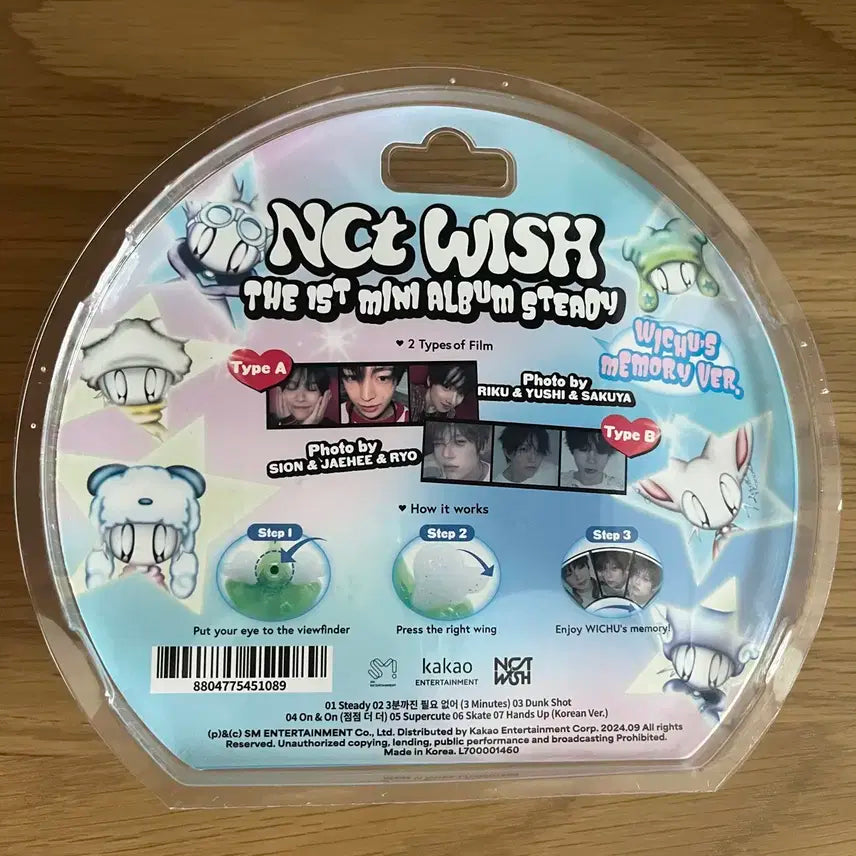 NCT WISH
THE 1ST MINI ALBUM STEADY
WICHU'S
MEMORY VER.
♥ 2 Types of Film
Type A
Photo by
RIKU & YUSHI & SAKUYA
Photo by
SION & JAEHEE & RYO
Type B
♥ How it works
Step 1
Step 2
Step 3
Put your eye to the viewfinder
Press the right wing
Enjoy WICHU's memory!
8804775451089
SM
ENTERTAINMENT
kakao
ENTERTAINMENT
NCT
WISH
01 Steady 02 3분까진 필요 없어 (3 Minutes) 03 Dunk Shot
04 On & On (점점 더 더) 05 Supercute 06 Skate 07 Hands Up (Korean Ver.)
(p)&(c) SM ENTERTAINMENT Co., Ltd. Distributed by Kakao Entertainment Corp. 2024.09 All rights
Reserved. Unauthorized copying, lending, public performance and broadcasting Prohibited.
Made in Korea. L700001460